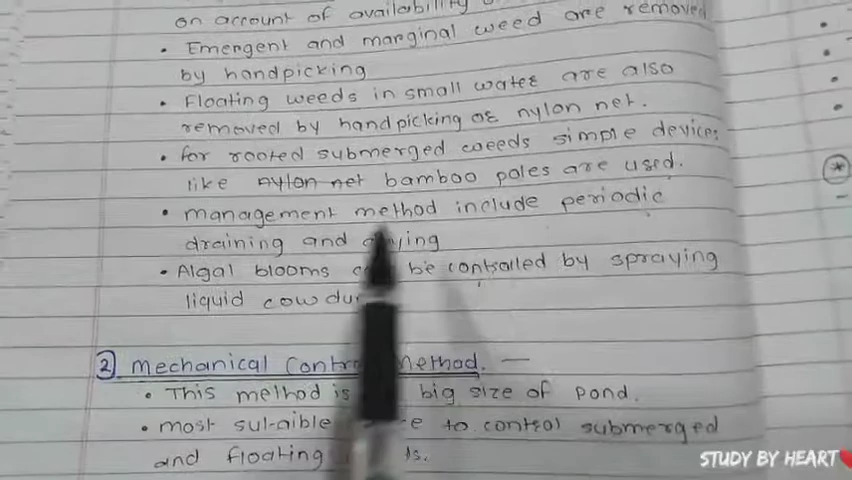 on account of availability
• Emergent and marginal weed are removed
by handpicking
• Floating weeds in small water are also
removed by handpicking or nylon net.
• for rooted submerged weeds simple devices
like nylon net bamboo poles are used.
• management method include periodic
draining and drying
• Algal blooms can be controlled by spraying
liquid cow
② mechanical Control method. —
• This method is big size of pond.
• most suitable to control submerged
and floating
STUDY BY HEART